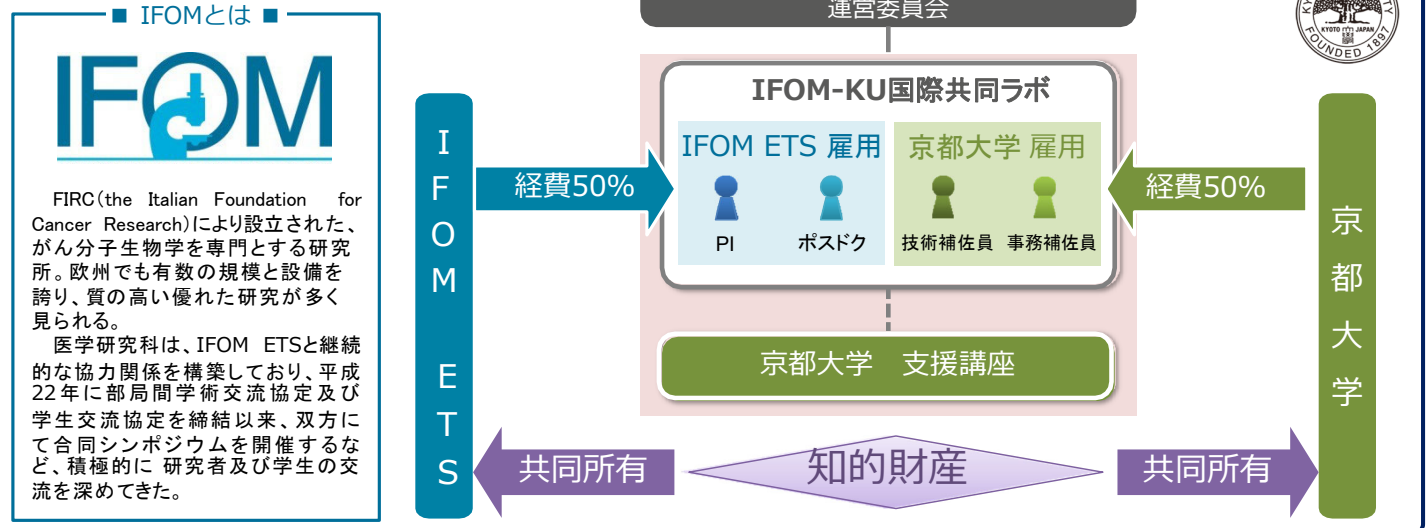 ■ IFOMとは ■
IFOM
FIRC(the Italian Foundation for
Cancer Research)により設立された、
がん分子生物学を専門とする研究
所。欧州でも有数の規模と設備を
誇り、質の高い優れた研究が多く
見られる。
医学研究科は、IFOM ETSと継続
的な協力関係を構築しており、平成
22年に部局間学術交流協定及び
学生交流協定を締結以来、双方に
て合同シンポジウムを開催するな
ど、積極的に 研究者及び学生の交
流を深めてきた。
運営委員会
KYOTO JAPAN
FOUNDED 1897
IFOM-KU国際共同ラボ
IFOM ETS 雇用
京都大学 雇用
PI
ポスドク
技術補佐員
事務補佐員
IFOM ETS
経費50%
経費50%
京都大学
京都大学 支援講座
共同所有
知的財産
共同所有